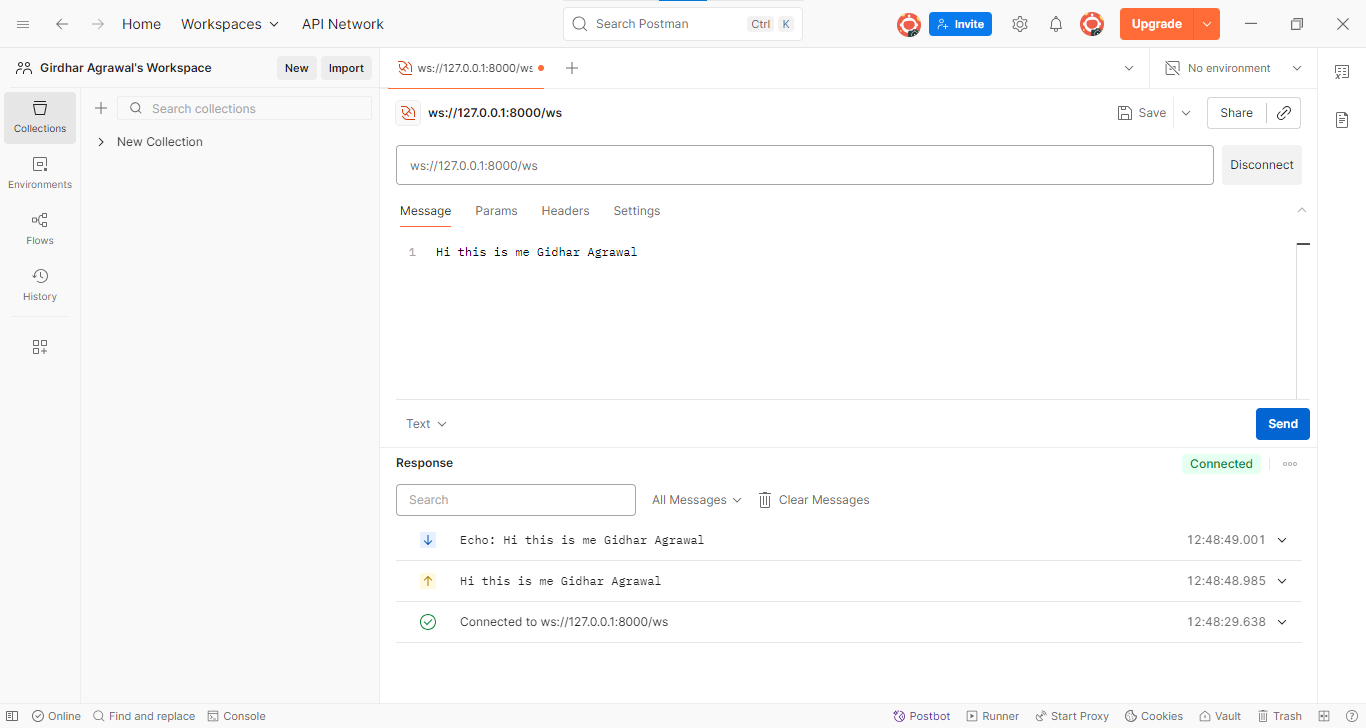 Home Workspaces API Network Search Postman Ctrl K Invite Upgrade
Girdhar Agrawal's Workspace New Import ws://127.0.0.1:8000/ws No environment
Collections
Search collections
New Collection
Environments
Flows
History
ws://127.0.0.1:8000/ws Save Share
ws://127.0.0.1:8000/ws Disconnect
Message Params Headers Settings
1 Hi this is me Gidhar Agrawal
Text Send
Response Connected
Search All Messages Clear Messages
Echo: Hi this is me Gidhar Agrawal 12:48:49.001
Hi this is me Gidhar Agrawal 12:48:48.985
Connected to ws://127.0.0.1:8000/ws 12:48:29.638
Online Find and replace Console Postbot Runner Start Proxy Cookies Vault Trash